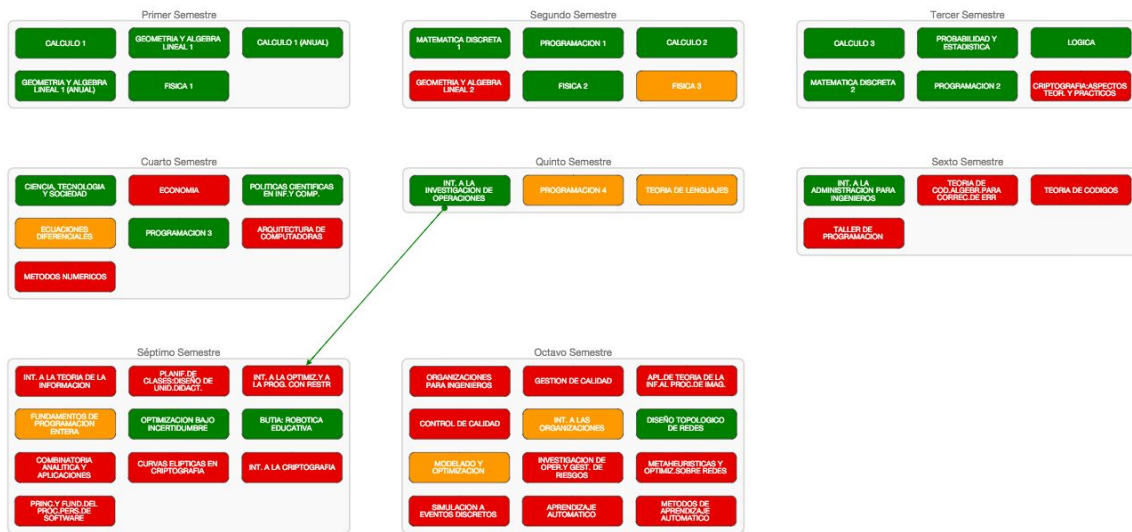 Primer Semestre
CALCULO 1
GEOMETRIA Y ALGEBRA
LINEAL 1
CALCULO 1 (ANUAL)
GEOMETRIA Y ALGEBRA
LINEAL 1 (ANUAL)
FISICA 1
Segundo Semestre
MATEMATICA DISCRETA
1
PROGRAMACION 1
CALCULO 2
GEOMETRIA Y ALGEBRA
LINEAL 2
FISICA 2
FISICA 3
Tercer Semestre
CALCULO 3
PROBABILIDAD Y
ESTADISTICA
LOGICA
MATEMATICA DISCRETA
2
PROGRAMACION 2
CRIPTOGRAFIA:ASPECTOS
TEOR. Y PRACTICOS
Cuarto Semestre
CIENCIA, TECNOLOGIA
Y SOCIEDAD
ECONOMIA
POLITICAS CIENTIFICAS
EN INF.Y COMP.
ECUACIONES
DIFERENCIALES
PROGRAMACION 3
ARQUITECTURA DE
COMPUTADORAS
METODOS NUMERICOS
Quinto Semestre
INT. A LA
INVESTIGACION DE
OPERACIONES
PROGRAMACION 4
TEORIA DE LENGUAJES
Sexto Semestre
INT. A LA
ADMINISTRACION PARA
INGENIEROS
TEORIA DE
COD.ALGEBR.PARA
CORREC.DE ERR
TEORIA DE CODIGOS
TALLER DE
PROGRAMACION
Séptimo Semestre
INT. A LA TEORIA DE LA
INFORMACION
PLANIF.DE
CLASES:DISEÑO DE
UNID.DIDACT.
INT. A LA OPTIMIZ.Y A
LA PROG. CON RESTR
FUNDAMENTOS DE
PROGRAMACION
ENTERA
OPTIMIZACION BAJO
INCERTIDUMBRE
BUTIA: ROBOTICA
EDUCATIVA
COMBINATORIA
ANALITICA Y
APLICACIONES
CURVAS ELIPTICAS EN
CRIPTOGRAFIA
INT. A LA CRIPTOGRAFIA
PRINC.Y FUND.DEL
PROC.PERS.DE
SOFTWARE
Octavo Semestre
ORGANIZACIONES
PARA INGENIEROS
GESTION DE CALIDAD
APL.DE TEORIA DE LA
INF.AL PROC.DE IMAG.
CONTROL DE CALIDAD
INT. A LAS
ORGANIZACIONES
DISEÑO TOPOLOGICO
DE REDES
MODELADO Y
OPTIMIZACION
INVESTIGACION DE
OPER.Y GEST. DE
RIESGOS
METAHEURISTICAS Y
OPTIMIZ.SOBRE REDES
SIMULACION A
EVENTOS DISCRETOS
APRENDIZAJE
AUTOMATICO
METODOS DE
APRENDIZAJE
AUTOMATICO